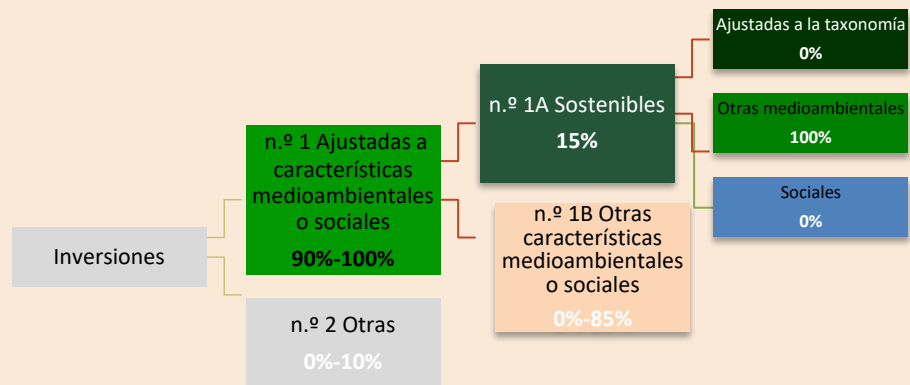 Inversiones
n.º 1 Ajustadas a
características
medioambientales
o sociales
90%-100%
n.º 2 Otras
0%-10%
n.º 1A Sostenibles
15%
n.º 1B Otras
características
medioambientales
o sociales
0%-85%
Ajustadas a la taxonomía
0%
Otras medioambientales
100%
Sociales
0%